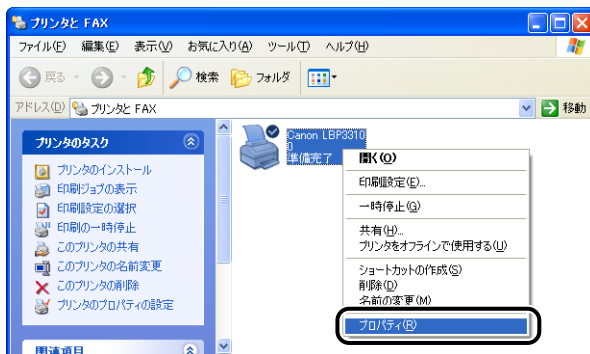 プリンタと FAX
ファイル(F) 編集(E) 表示(V) お気に入り(A) ツール(T) ヘルプ(H)
戻る 検索 フォルダ
アドレス(D) プリンタと FAX 移動
プリンタのタスク
プリンタのインストール
印刷ジョブの表示
印刷設定の選択
印刷の一時停止
このプリンタの共有
このプリンタの名前変更
このプリンタの削除
プリンタのプロパティの設定
関連項目
Canon LBP3310
0
準備完了
開く(O)
印刷設定(E)...
一時停止(G)
共有(H)...
プリンタをオフラインで使用する(U)
ショートカットの作成(S)
削除(D)
名前の変更(M)
プロパティ(R)